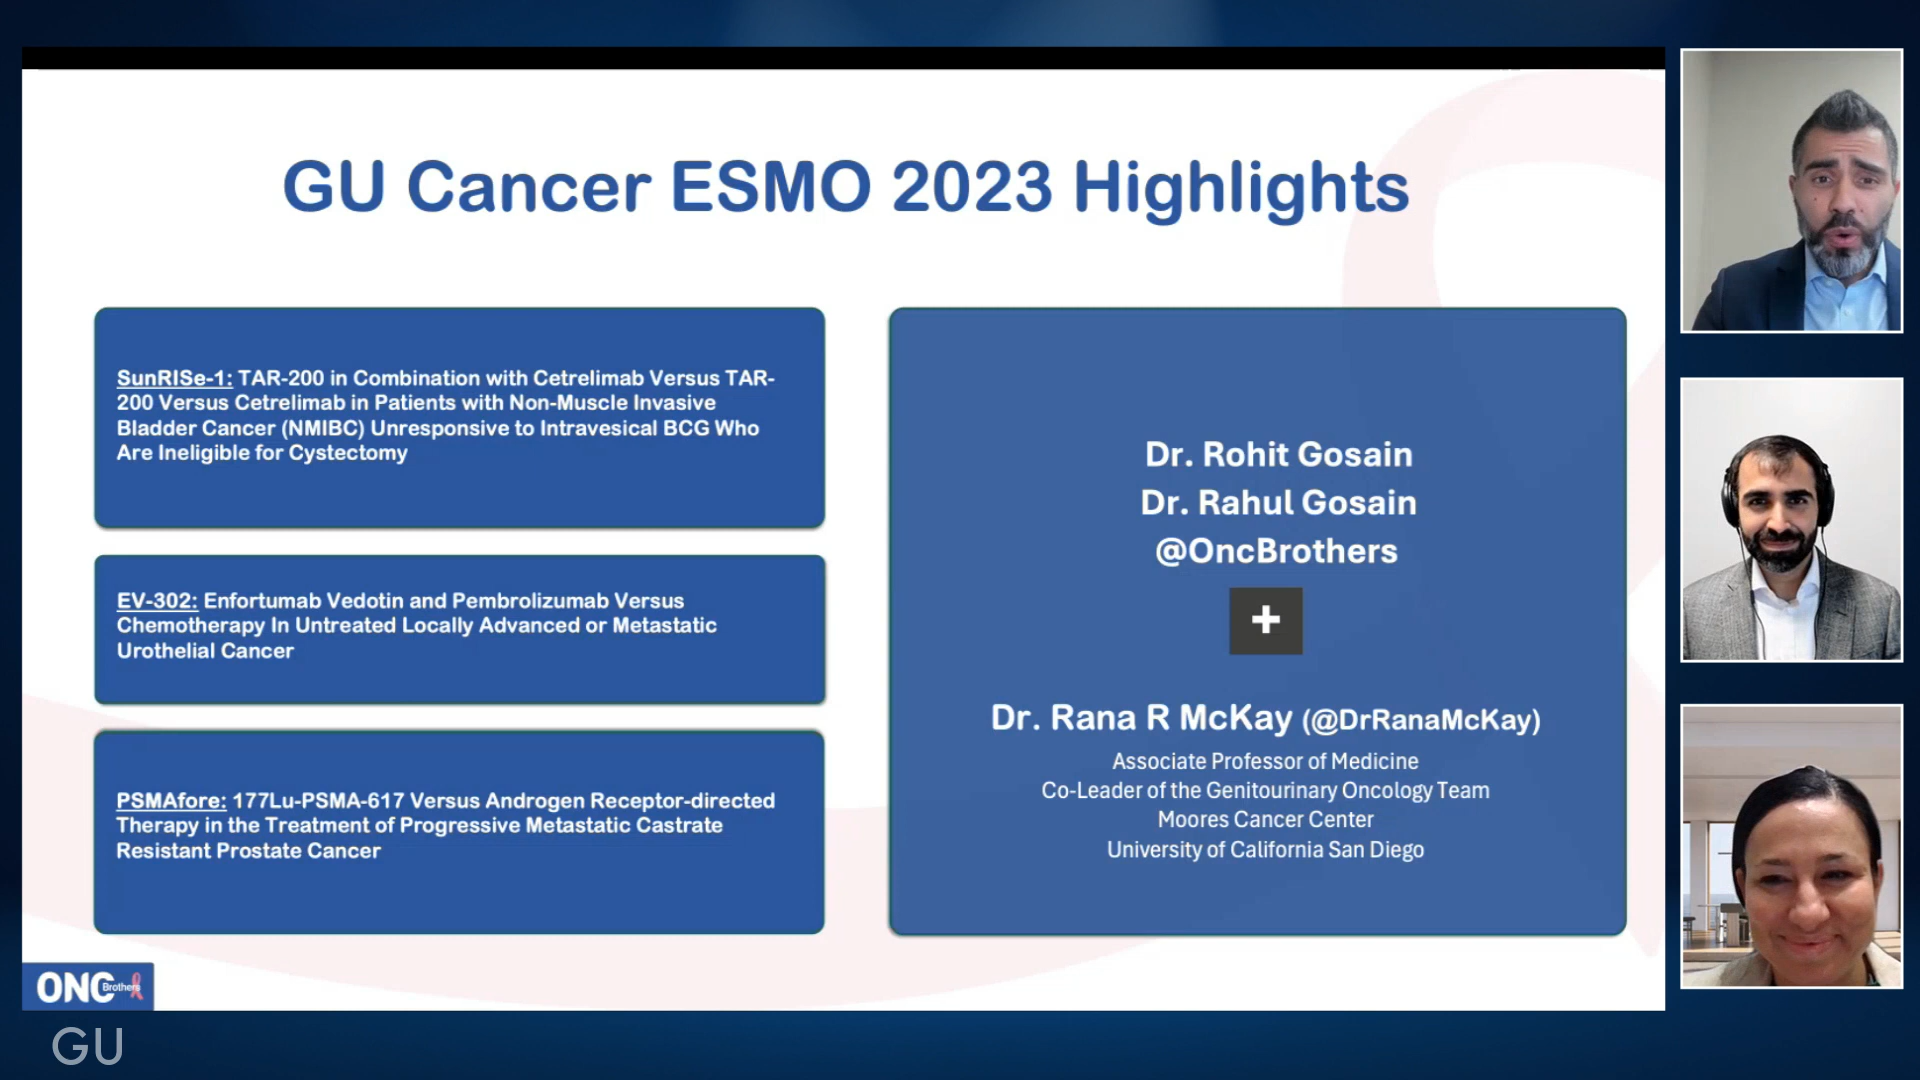 GU Cancer ESMO 2023 Highlights
SunRISe-1: TAR-200 in Combination with Cetrelimab Versus TAR-
200 Versus Cetrelimab in Patients with Non-Muscle Invasive
Bladder Cancer (NMIBC) Unresponsive to Intravesical BCG Who
Are Ineligible for Cystectomy
EV-302: Enfortumab Vedotin and Pembrolizumab Versus
Chemotherapy In Untreated Locally Advanced or Metastatic
Urothelial Cancer
PSMAfore: 177Lu-PSMA-617 Versus Androgen Receptor-directed
Therapy in the Treatment of Progressive Metastatic Castrate
Resistant Prostate Cancer
Dr. Rohit Gosain
Dr. Rahul Gosain
@OncBrothers
+
Dr. Rana R McKay (@DrRanaMcKay)
Associate Professor of Medicine
Co-Leader of the Genitourinary Oncology Team
Moores Cancer Center
University of California San Diego
ONC Brothers
GU